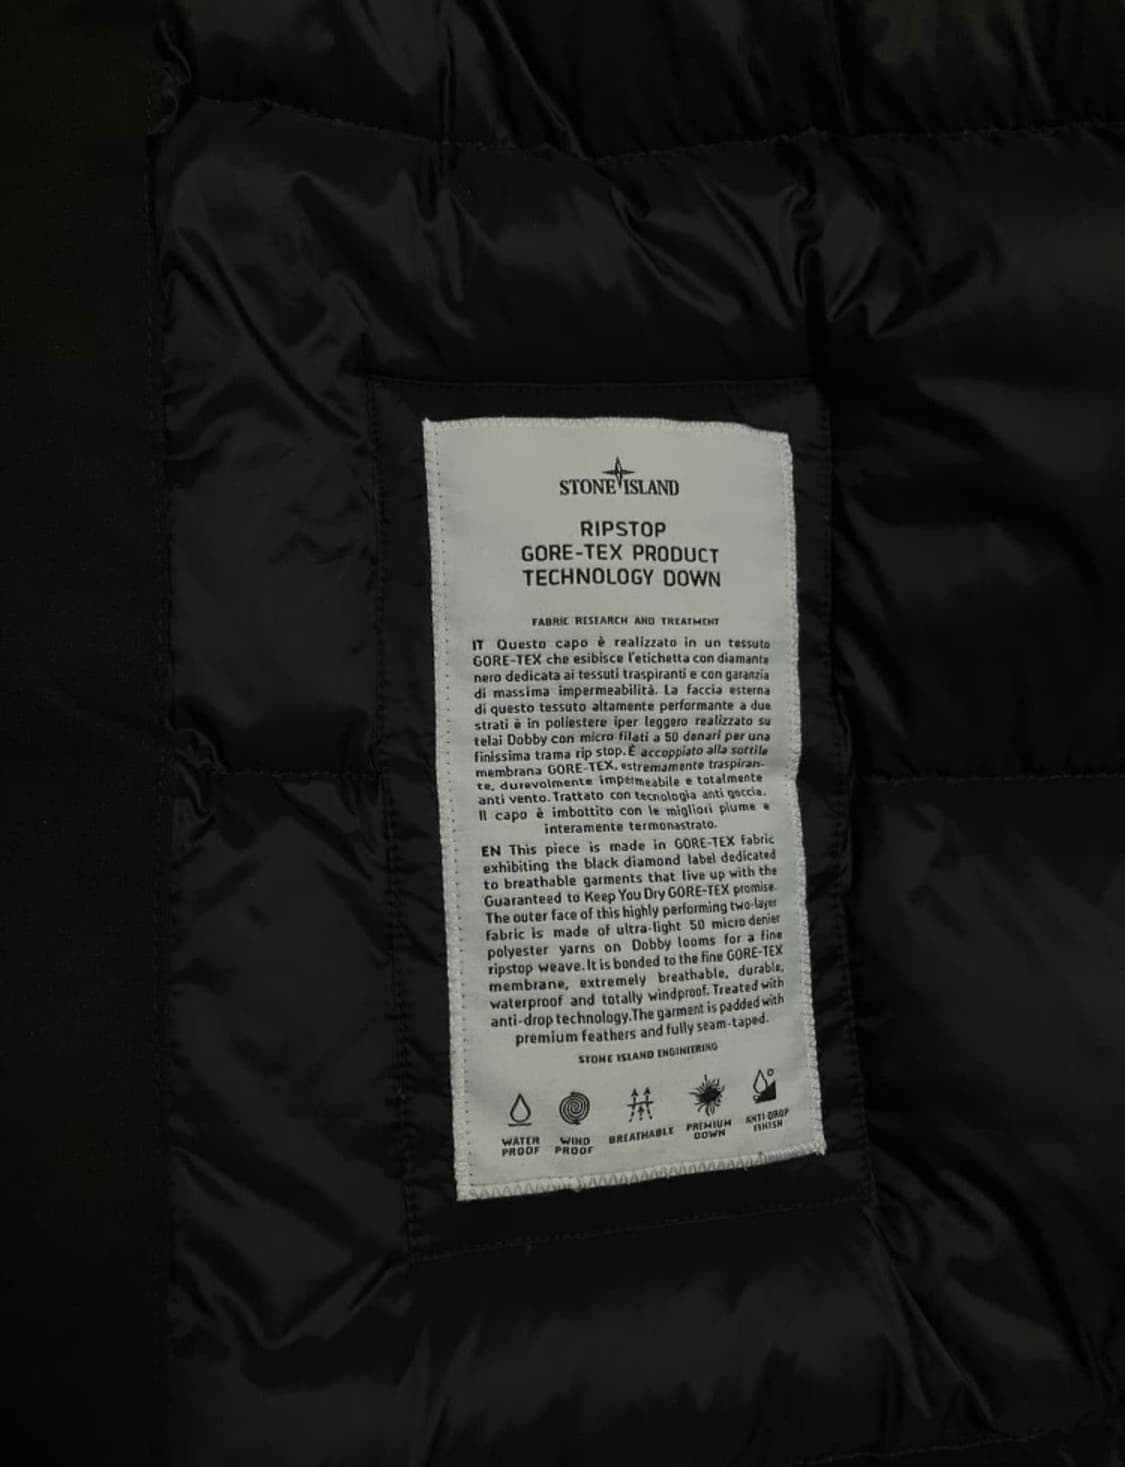 STONE ISLAND
RIPSTOP
GORE-TEX PRODUCT
TECHNOLOGY DOWN
FABRIC RESEARCH AND TREATMENT
IT Questo capo è realizzato in un tessuto
GORE-TEX che esibisce l'etichetta con diamante
nero dedicata ai tessuti traspiranti e con garanzia
di massima impermeabilità. La faccia esterna
di questo tessuto altamente performante a due
strati è in poliestere iper leggero realizzato su
telai Dobby con micro filati a 50 denari per una
finissima trama rip stop. É accoppiato alla sottile
membrana GORE-TEX, estremamente traspiran-
te, durevolmente impermeabile e totalmente
anti vento. Trattato con tecnologia anti goccia.
Il capo è imbottito con le migliori piume e
interamente termonastrato.
EN This piece is made in GORE-TEX fabric
exhibiting the black diamond label dedicated
to breathable garments that live up with the
Guaranteed to Keep You Dry GORE-TEX promise.
The outer face of this highly performing two-layer
fabric is made of ultra-light 50 micro denier
polyester yarns on Dobby looms for a fine
ripstop weave. It is bonded to the fine GORE-TEX
membrane, extremely breathable, durable,
waterproof and totally windproof. Treated with
anti-drop technology. The garment is padded with
premium feathers and fully seam-taped.
STONE ISLAND ENGINEERING
WATER PROOF WIND PROOF BREATHABLE PREMIUM DOWN ANTI-DROP FINISH